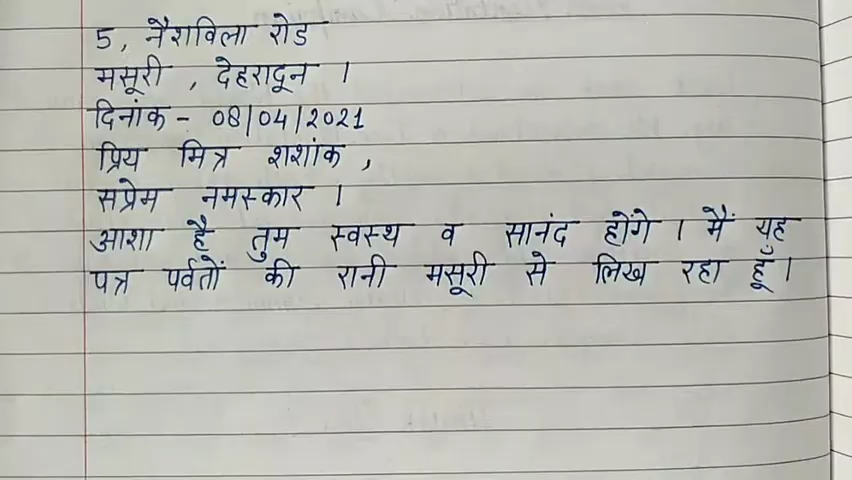 5, नैशविला रोड
मसूरी , देहरादून ।
दिनांक - 08/04/2021
प्रिय मित्र शशांक ,
सप्रेम नमस्कार ।
आशा है तुम स्वस्थ व सानंद होंगे । मैं यह
पत्र पर्वतों की रानी मसूरी से लिख रहा हूँ ।